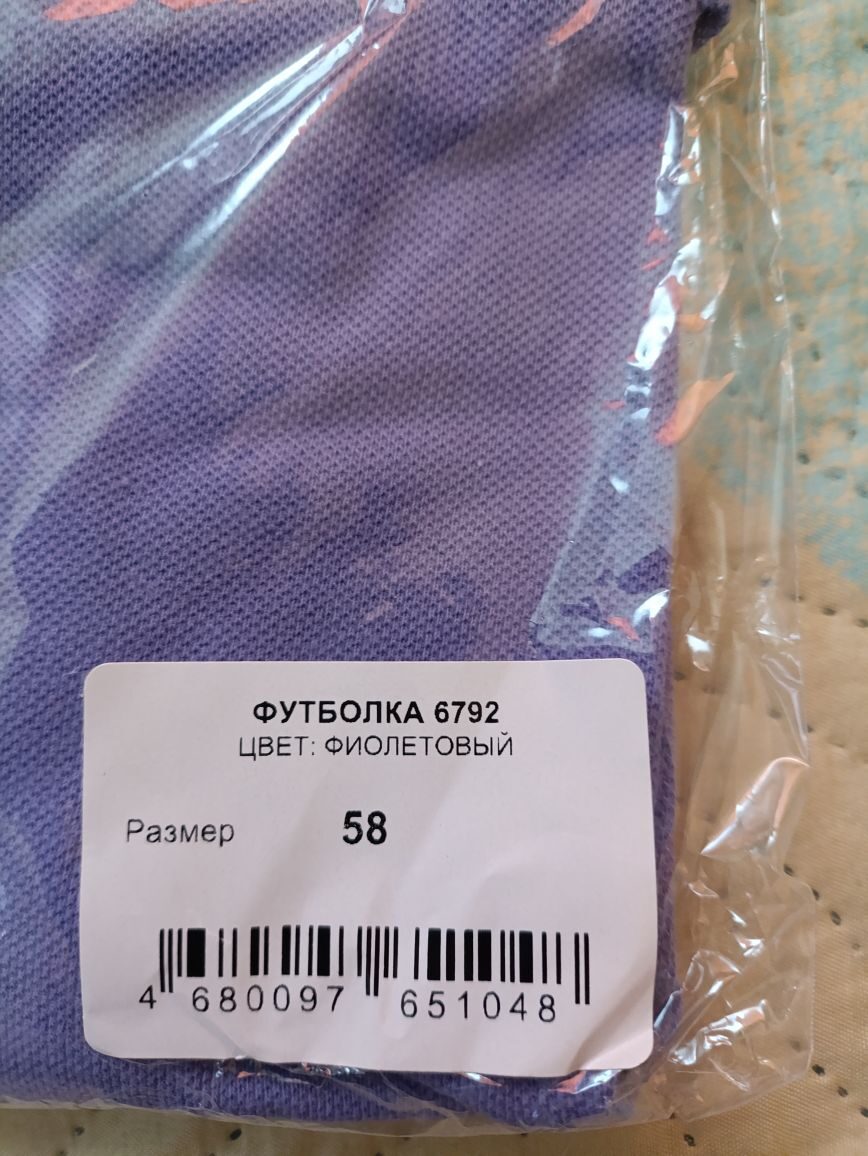 ФУТБОЛКА 6792
ЦВЕТ: ФИОЛЕТОВЫЙ
Размер 58
4 680097 651048